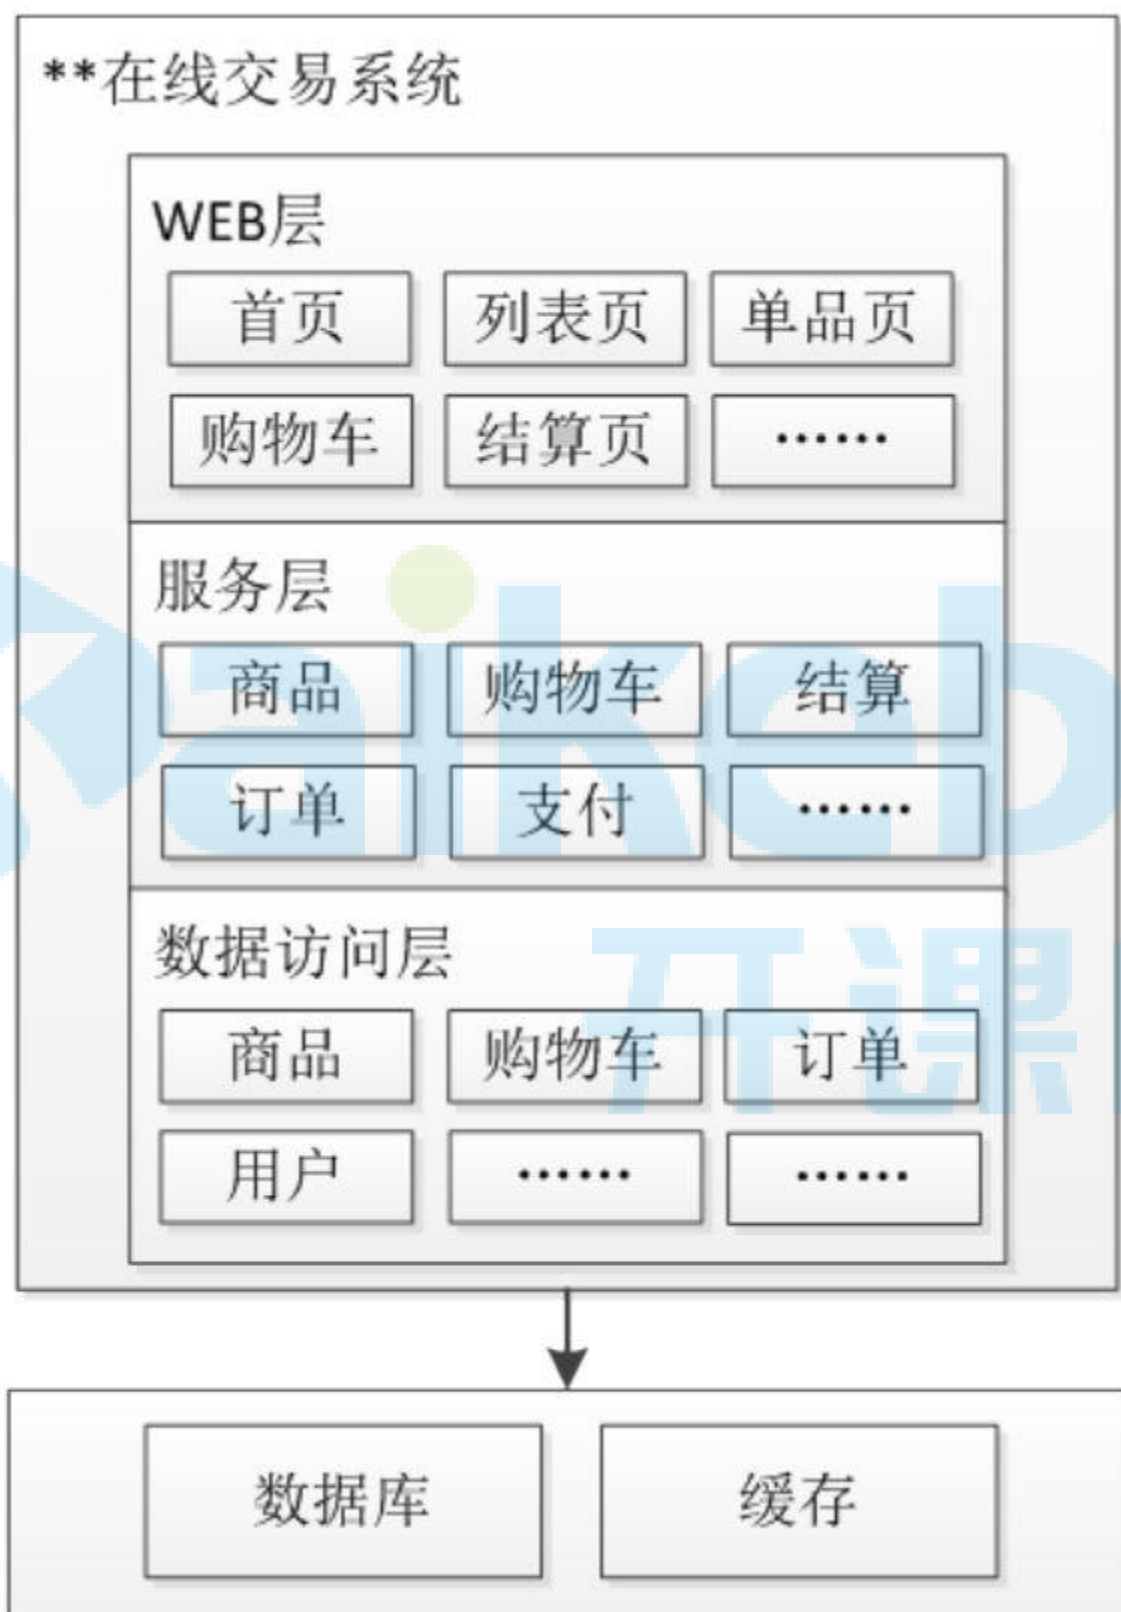 **在线交易系统
WEB层
首页 列表页 单品页
购物车 结算页 ……
服务层
商品 购物车 结算
订单 支付 ……
数据访问层
商品 购物车 订单
用户 …… ……
数据库 缓存
aikeb
开课